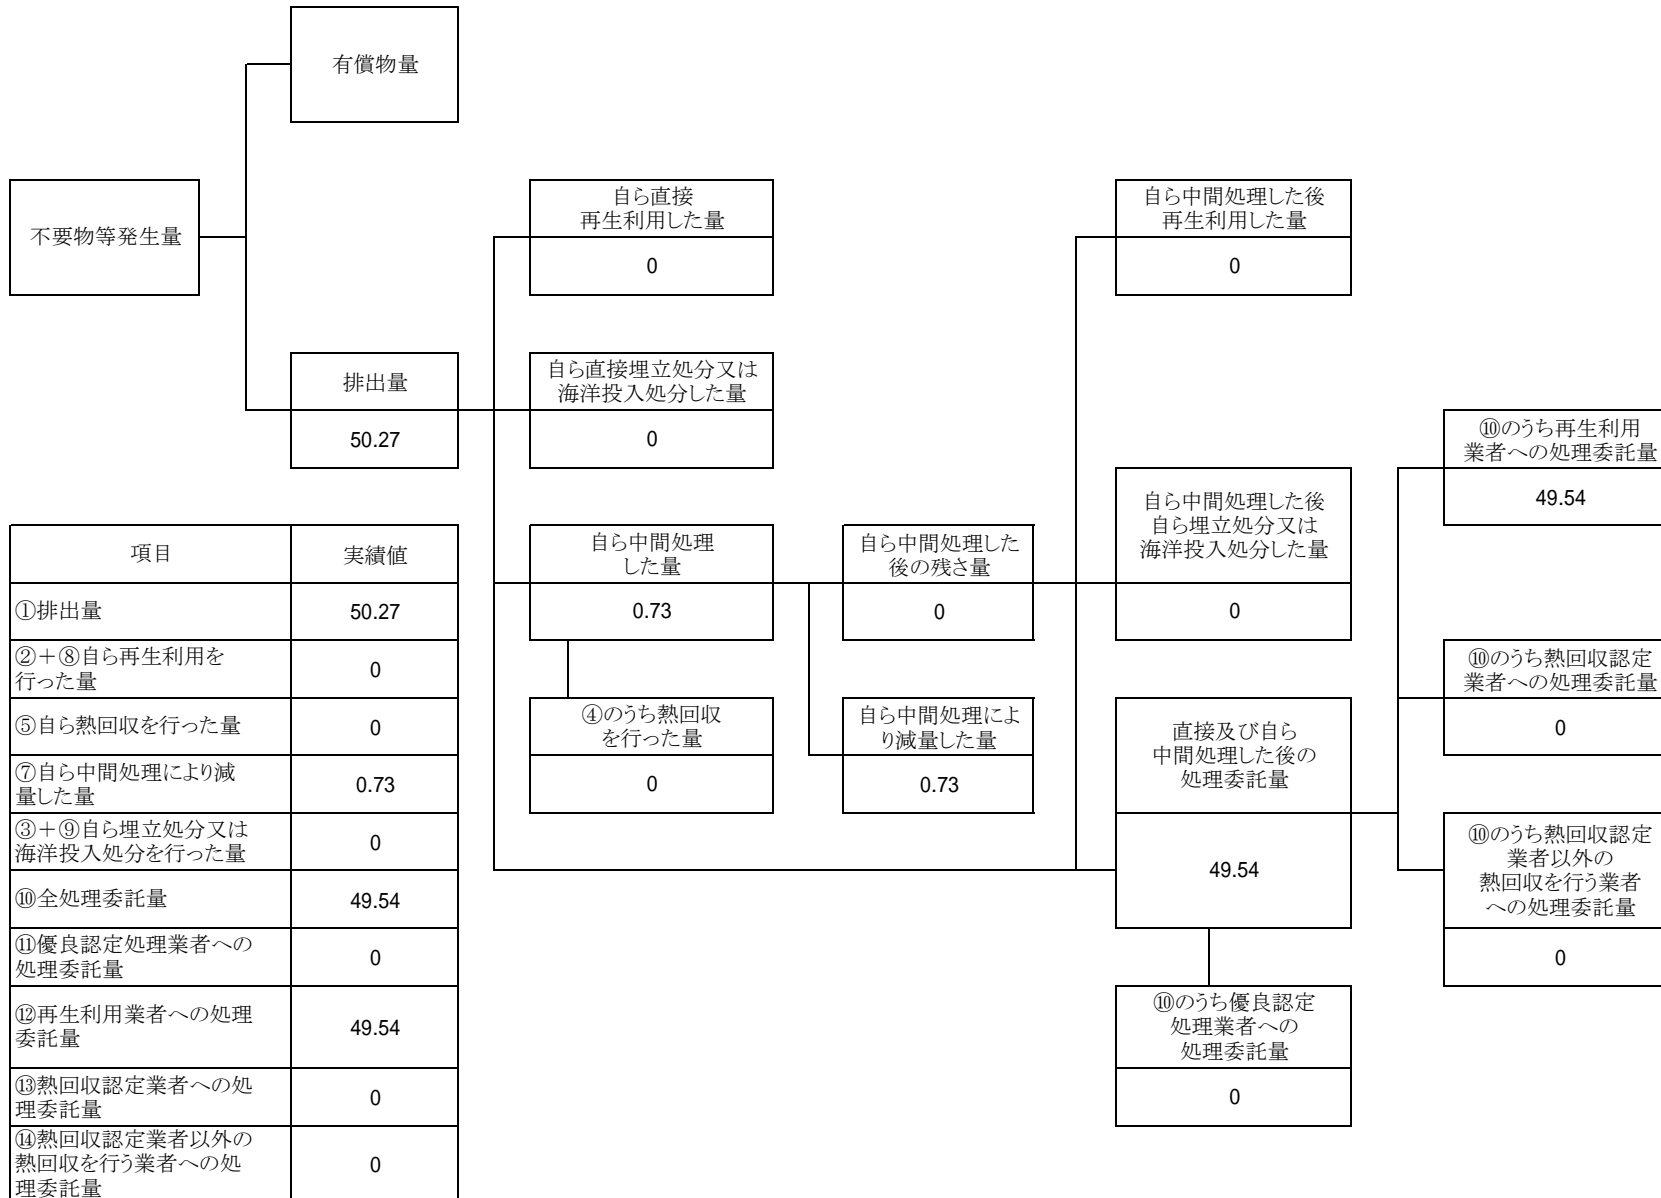 有償物量
不要物等発生量
自ら直接
再生利用した量
0
自ら中間処理した後
再生利用した量
0
排出量
50.27
自ら直接埋立処分又は
海洋投入処分した量
0
⑩のうち再生利用
業者への処理委託量
49.54
自ら中間処理
した量
0.73
自ら中間処理した
後の残さ量
0
自ら中間処理した後
自ら埋立処分又は
海洋投入処分した量
0
⑩のうち熱回収認定
業者への処理委託量
0
④のうち熱回収
を行った量
0
自ら中間処理によ
り減量した量
0.73
直接及び自ら
中間処理した後の
処理委託量
49.54
⑩のうち熱回収認定
業者以外の
熱回収を行う業者
への処理委託量
0
⑩のうち優良認定
処理業者への
処理委託量
0
項目 実績値
①排出量 50.27
②＋⑧自ら再生利用を
行った量 0
⑤自ら熱回収を行った量 0
⑦自ら中間処理により減
量した量 0.73
③＋⑨自ら埋立処分又は
海洋投入処分を行った量 0
⑩全処理委託量 49.54
⑪優良認定処理業者への
処理委託量 0
⑫再生利用業者への処理
委託量 49.54
⑬熱回収認定業者への処
理委託量 0
⑭熱回収認定業者以外の
熱回収を行う業者への処
理委託量 0